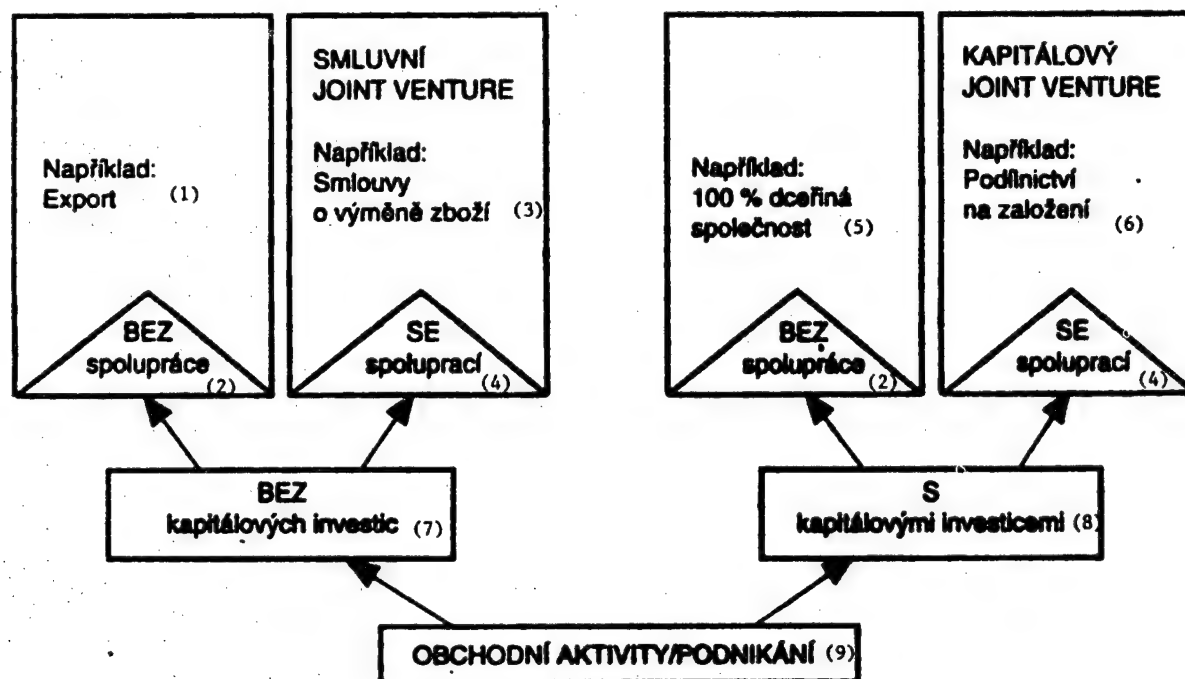 Například:
Export (1)
BEZ
spolupráce
(2)
SMLUVNÍ
JOINT VENTURE
Například:
Smlouvy
o výměně zboží (3)
SE
spoluprací
(4)
Například:
100 % dceřiná
společnost (5)
BEZ
spolupráce
(2)
KAPITÁLOVÝ
JOINT VENTURE
Například:
Podílnictví
na založení
(6)
SE
spoluprací
(4)
BEZ
kapitálových investic (7)
S
kapitálovými investicemi (8)
OBCHODNÍ AKTIVITY/PODNIKÁNÍ (9)